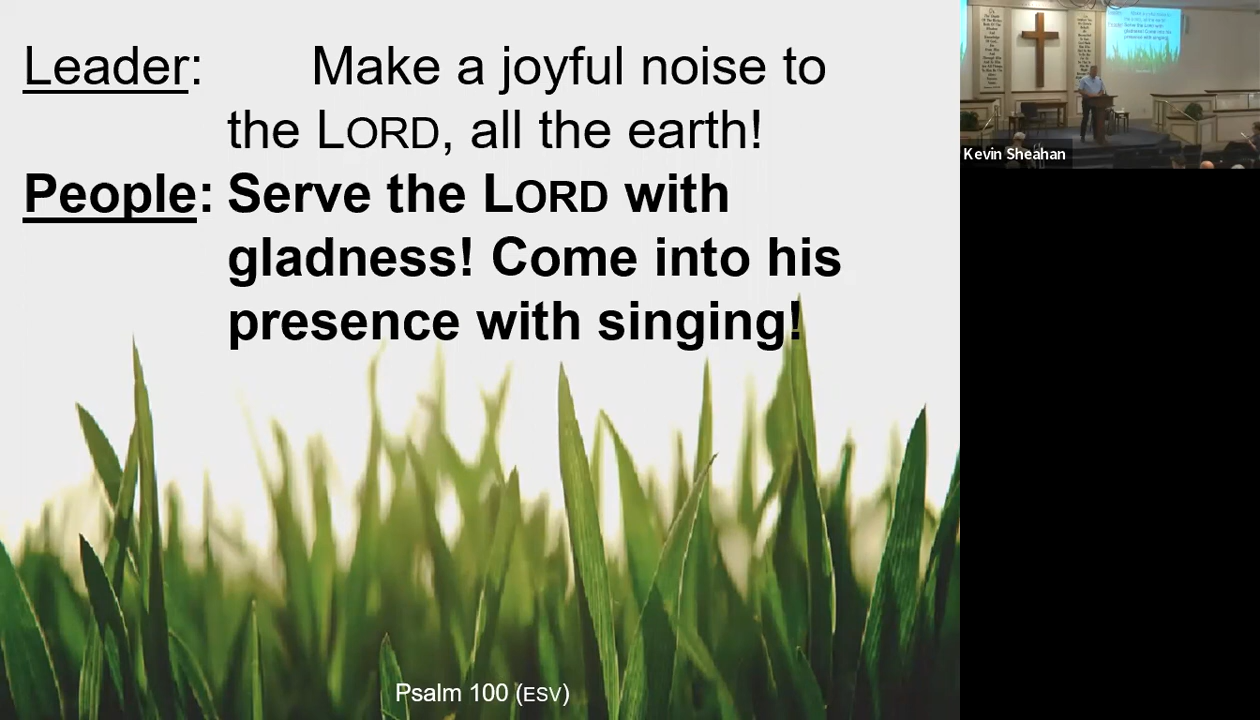 Leader: Make a joyful noise to
the LORD, all the earth!
People: Serve the LORD with
gladness! Come into his
presence with singing!
Psalm 100 (ESV)
Kevin Sheahan